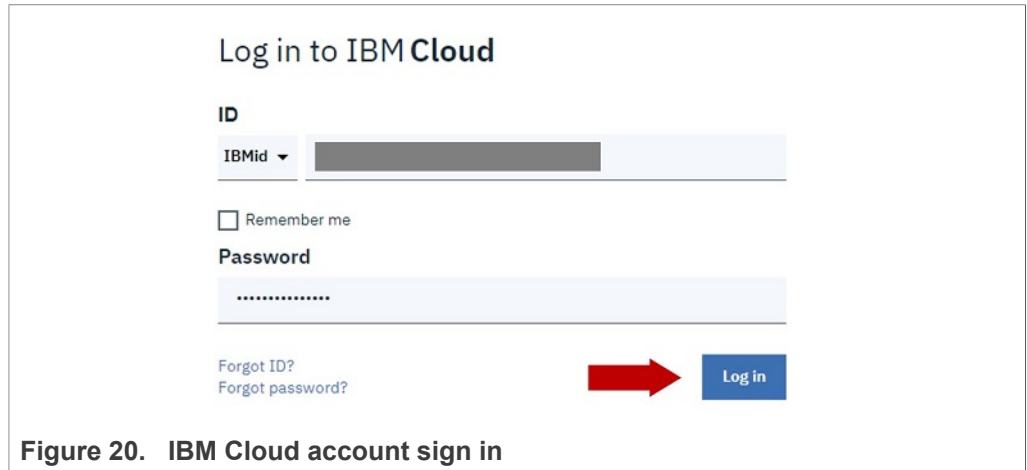 Log in to IBM Cloud
ID
IBMid
Remember me
Password
•••••••••••••••
Forgot ID?
Forgot password?
Log in
Figure 20. IBM Cloud account sign in